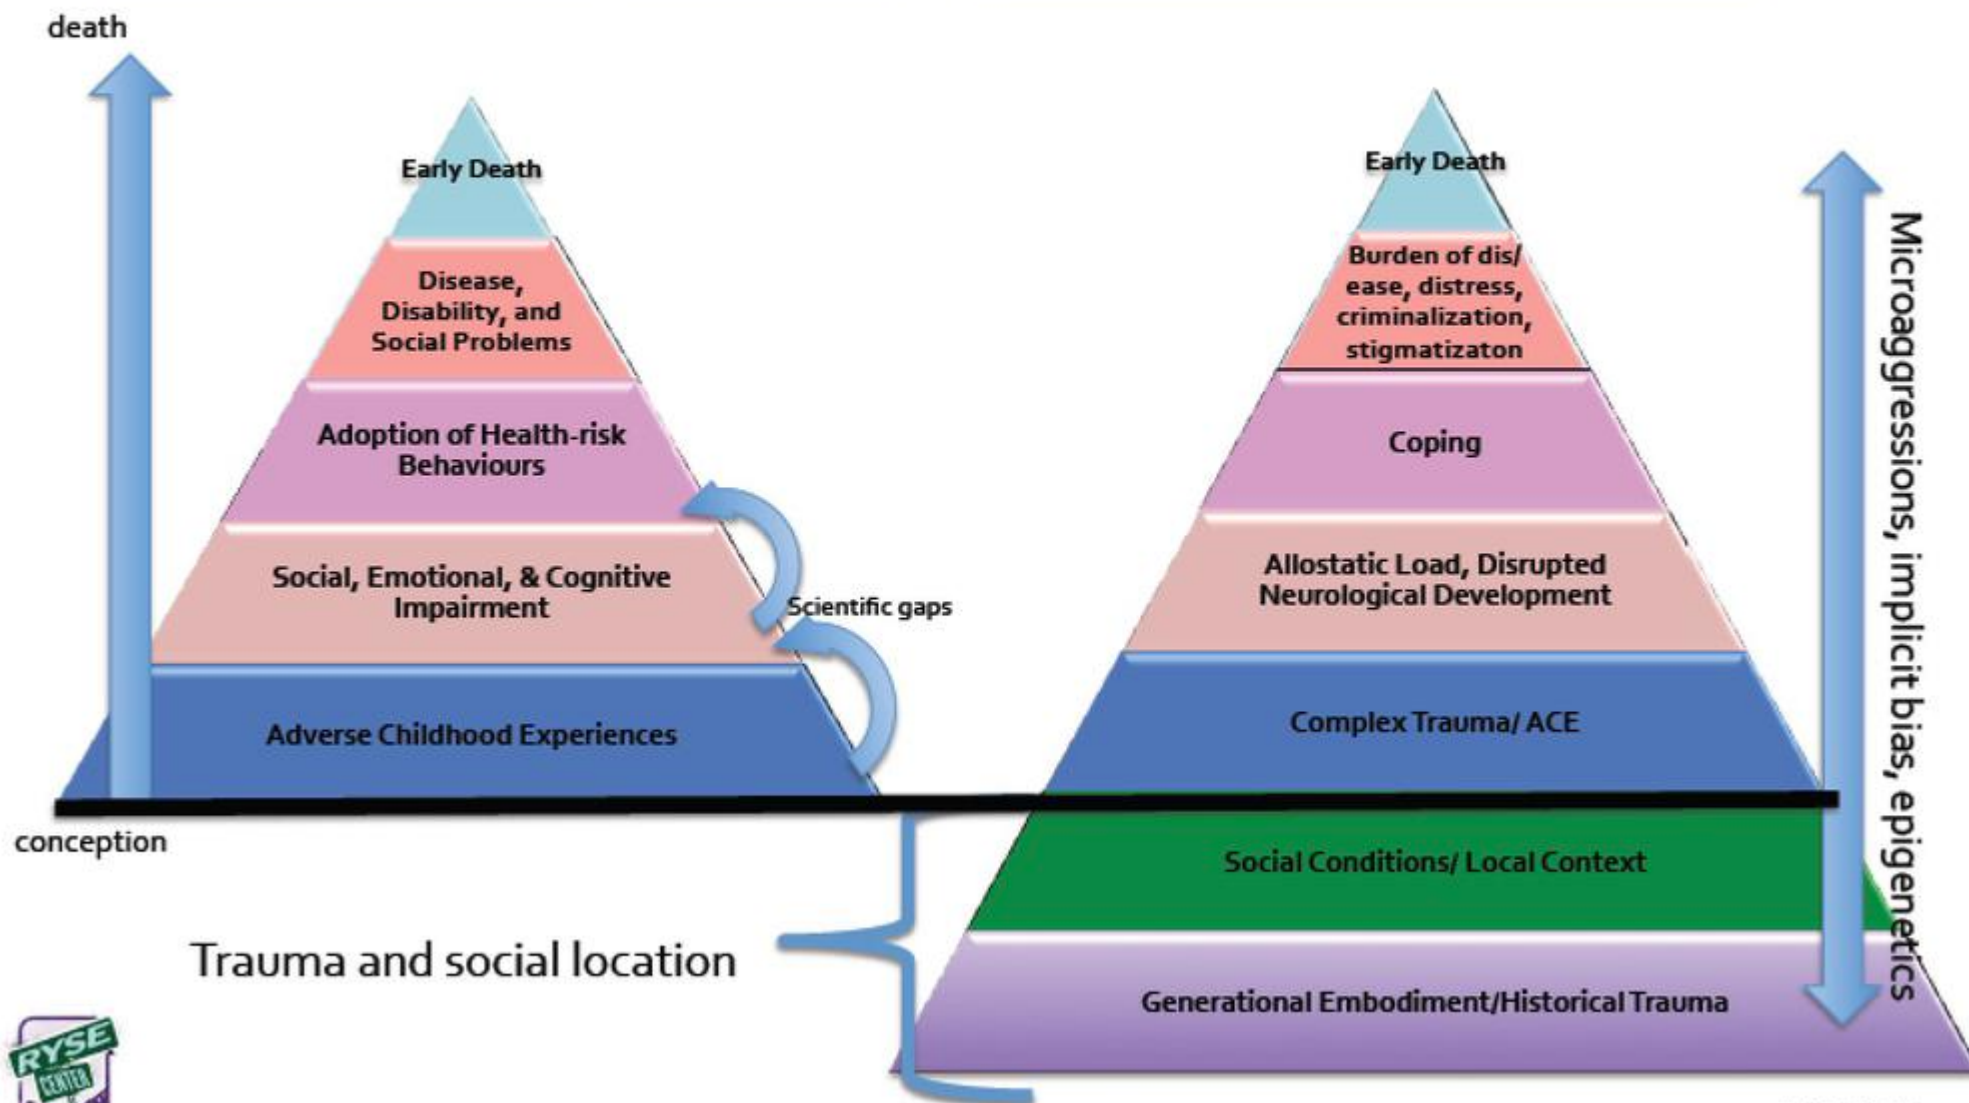 death
Early Death
Disease,
Disability, and
Social Problems
Adoption of Health-risk
Behaviours
Social, Emotional, & Cognitive
Impairment
Scientific gaps
Adverse Childhood Experiences
conception
Early Death
Burden of dis/
ease, distress,
criminalization,
stigmatizaton
Coping
Allostatic Load, Disrupted
Neurological Development
Complex Trauma/ ACE
Social Conditions/ Local Context
Generational Embodiment/Historical Trauma
Microaggressions, implicit bias, epigenetics
Trauma and social location
RYSE
CENTER